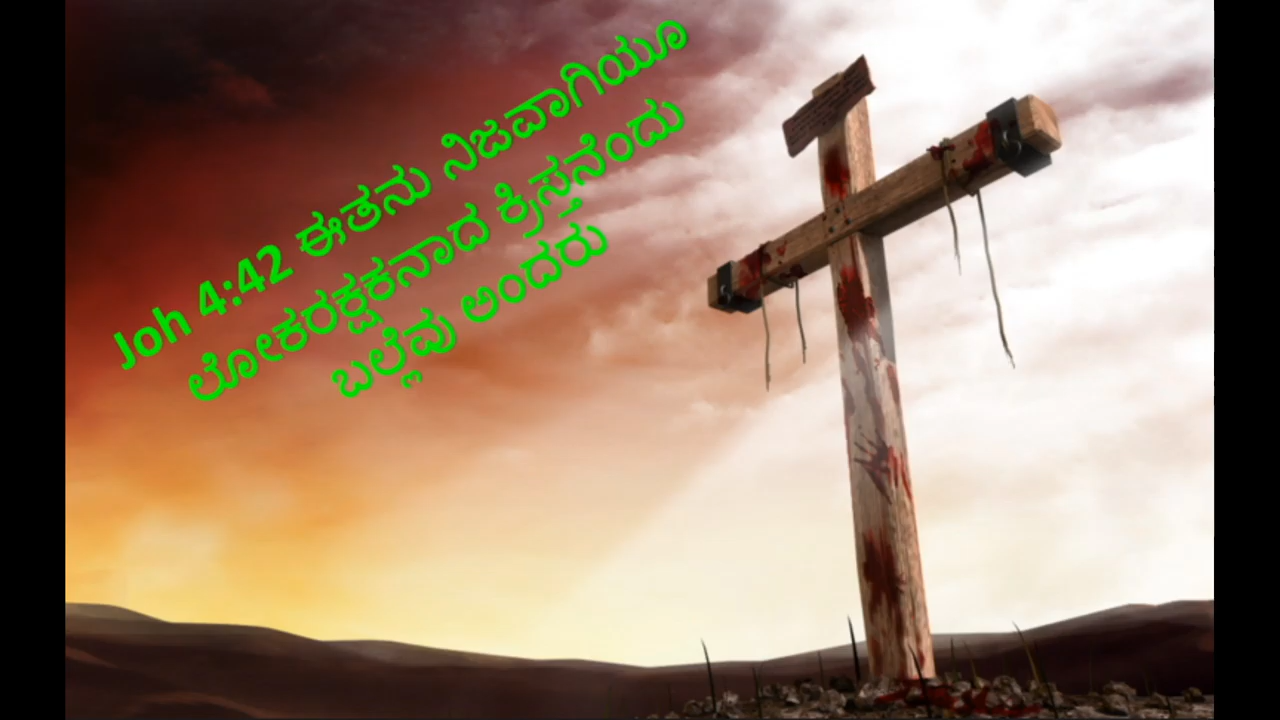 Joh 4:42 ಈತನು ನಿಜವಾಗಿಯೂ
ಲೋಕರಕ್ಷಕನಾದ ಕ್ರಿಸ್ತನೆಂದು
ಬಲ್ಲೆವು ಅಂದರು